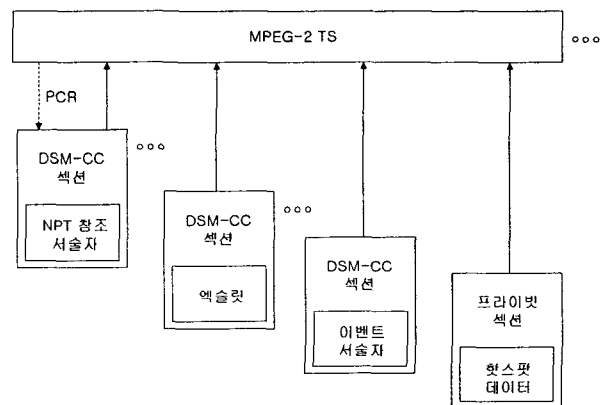 MPEG-2 TS
PCR
DSM-CC
섹션
NPT 참조
서술자
DSM-CC
섹션
엑슬릿
DSM-CC
섹션
이벤트
서술자
프라이빗
섹션
핫스팟
데이터